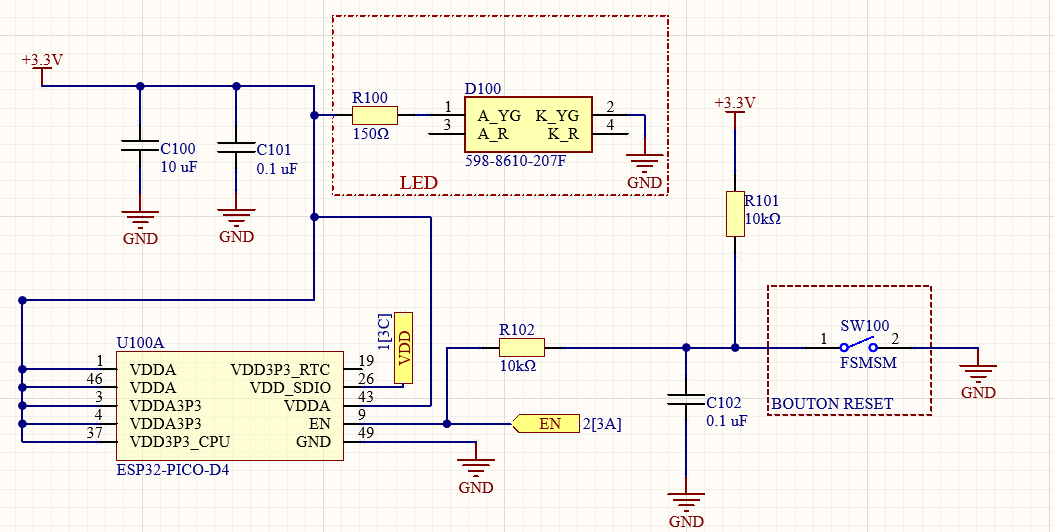 +3.3V
C100
10 uF
GND
C101
0.1 uF
GND
R100
150Ω
D100
1 A_YG K_YG 2
3 A_R K_R 4
598-8610-207F
GND
LED
+3.3V
R101
10kΩ
U100A
1 VDDA VDD3P3_RTC 19
46 VDDA VDD_SDIO 26
3 VDDA3P3 VDDA 43
4 VDDA3P3 EN 9
37 VDD3P3_CPU GND 49
ESP32-PICO-D4
1[3C]
VDD
R102
10kΩ
EN 2[3A]
GND
C102
0.1 uF
GND
SW100
1 2
FSMSM
BOUTON RESET
GND